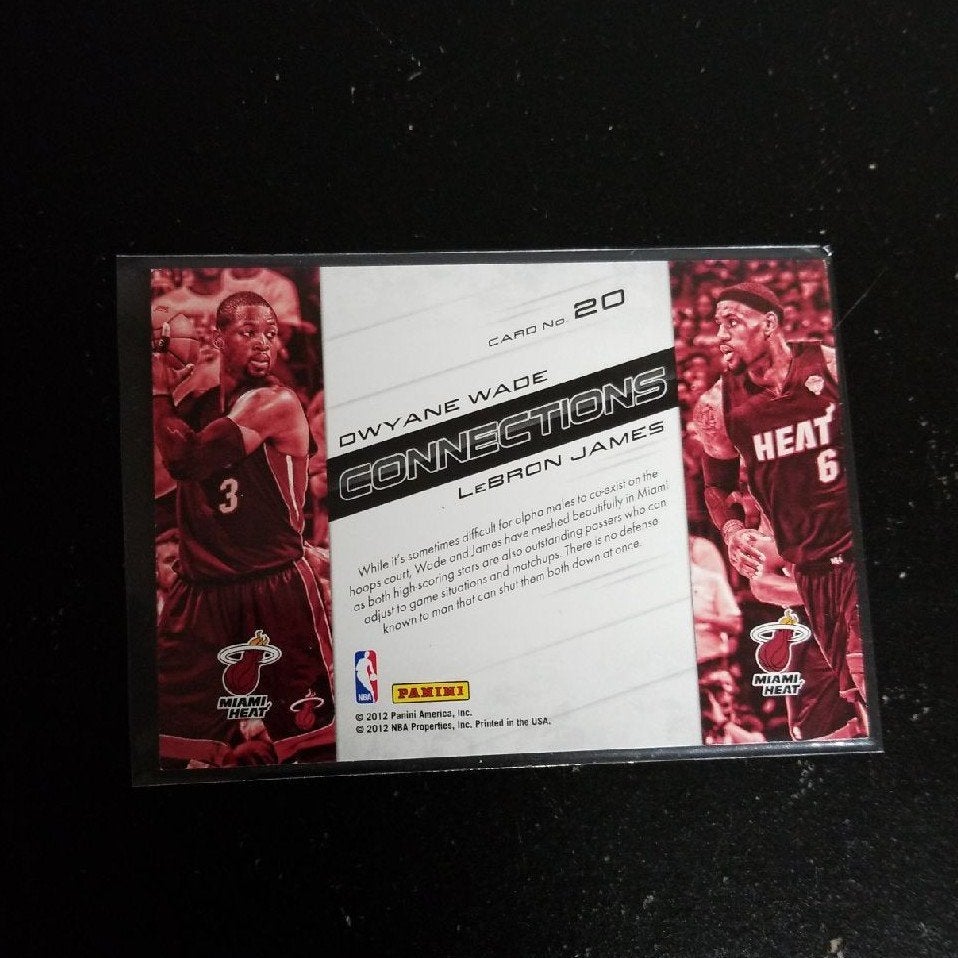 CARD No. 20
DWYANE WADE
CONNECTIONS
LeBRON JAMES
While it's sometimes difficult for alpha males to co-exist on the
hoops court, Wade and James have meshed beautifully in Miami
as both high scoring stars are also outstanding passers who can
adjust to game situations and matchups. There is no defense
known to man that can shut them both down at once.
3
HEAT
6
MIAMI
HEAT
MIAMI
HEAT
NBA
PANINI
© 2012 Panini America, Inc.
© 2012 NBA Properties, Inc. Printed in the USA.